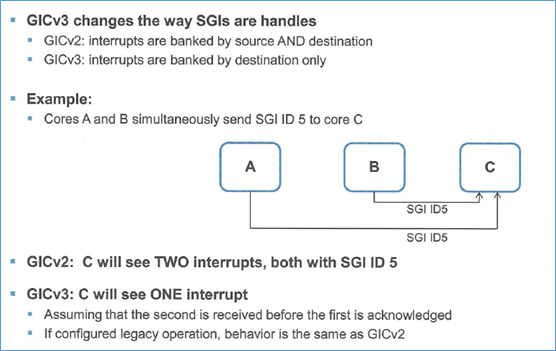 GICv3 changes the way SGIs are handles
GICv2: interrupts are banked by source AND destination
GICv3: interrupts are banked by destination only
Example:
Cores A and B simultaneously send SGI ID 5 to core C
A
B
C
SGI ID5
SGI ID5
GICv2: C will see TWO interrupts, both with SGI ID 5
GICv3: C will see ONE interrupt
Assuming that the second is received before the first is acknowledged
If configured legacy operation, behavior is the same as GICv2